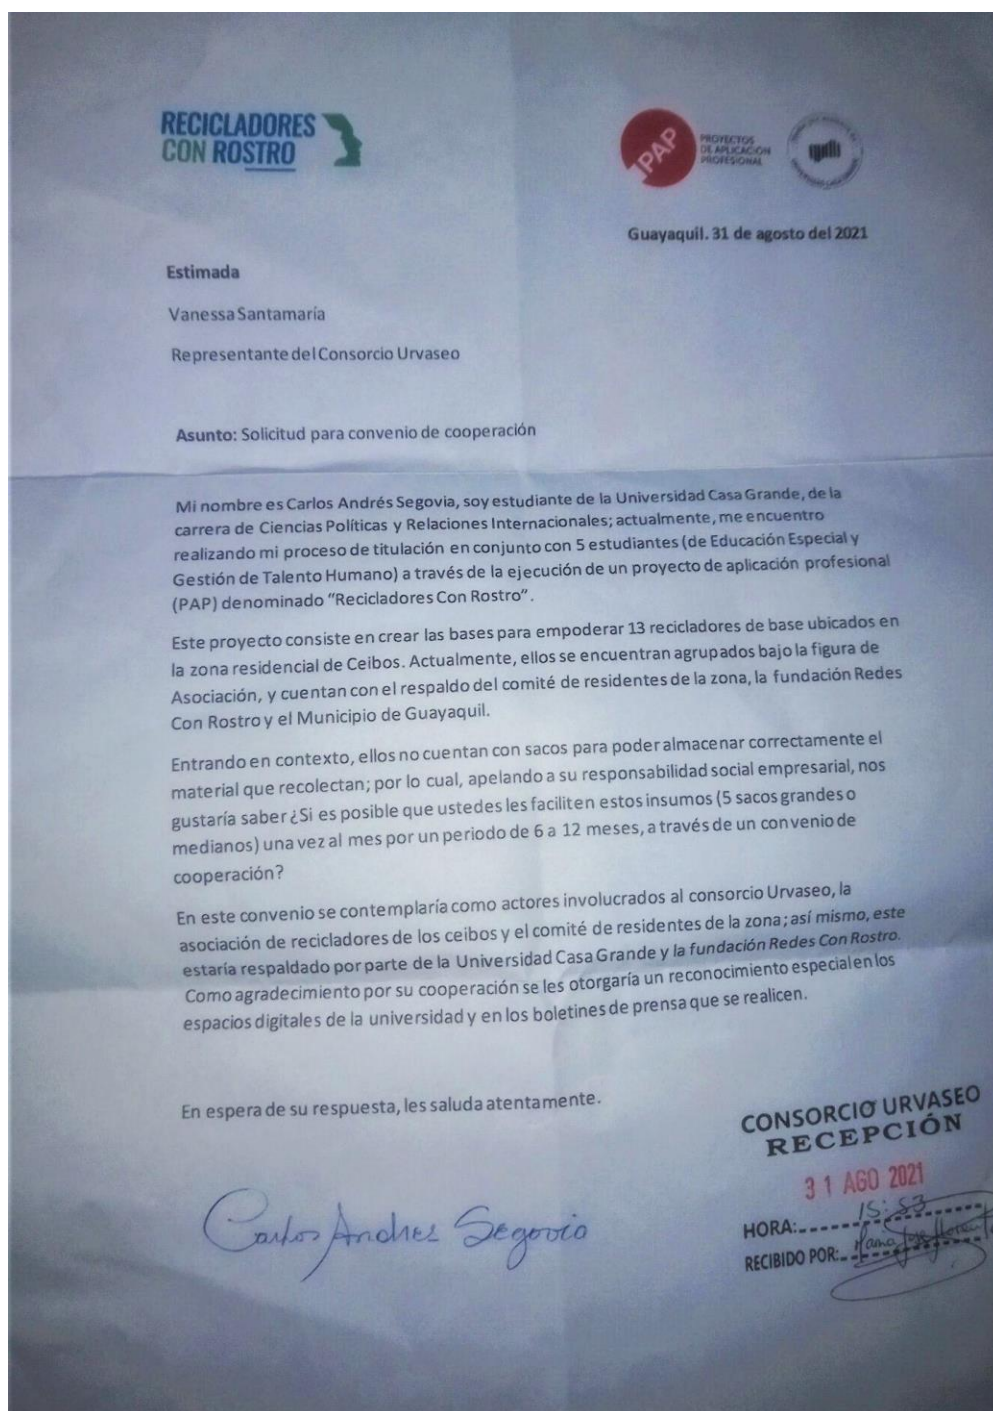 RECICLADORES
CON ROSTRO
JPAP
PROYECTOS
DE APLICACIÓN
PROFESIONAL
Guayaquil. 31 de agosto del 2021
Estimada
Vanessa Santamaría
Representante del Consorcio Urvaseo
Asunto: Solicitud para convenio de cooperación
Mi nombre es Carlos Andrés Segovia, soy estudiante de la Universidad Casa Grande, de la
carrera de Ciencias Políticas y Relaciones Internacionales; actualmente, me encuentro
realizando mi proceso de titulación en conjunto con 5 estudiantes (de Educación Especial y
Gestión de Talento Humano) a través de la ejecución de un proyecto de aplicación profesional
(PAP) denominado "Recicladores Con Rostro".
Este proyecto consiste en crear las bases para empoderar 13 recicladores de base ubicados en
la zona residencial de Ceibos. Actualmente, ellos se encuentran agrupados bajo la figura de
Asociación, y cuentan con el respaldo del comité de residentes de la zona, la fundación Redes
Con Rostro y el Municipio de Guayaquil.
Entrando en contexto, ellos no cuentan con sacos para poder almacenar correctamente el
material que recolectan; por lo cual, apelando a su responsabilidad social empresarial, nos
gustaría saber ¿Si es posible que ustedes les faciliten estos insumos (5 sacos grandes o
medianos) una vez al mes por un periodo de 6 a 12 meses, a través de un convenio de
cooperación?
En este convenio se contemplaría como actores involucrados al consorcio Urvaseo, la
asociación de recicladores de los ceibos y el comité de residentes de la zona; así mismo, este
estaría respaldado por parte de la Universidad Casa Grande y la fundación Redes Con Rostro.
Como agradecimiento por su cooperación se les otorgaría un reconocimiento especial en los
espacios digitales de la universidad y en los boletines de prensa que se realicen.
En espera de su respuesta, les saluda atentamente.
Carlos Andrés Segovia
CONSORCIO URVASEO
RECEPCIÓN
31 AGO 2021
HORA: 15:53
RECIBIDO POR: